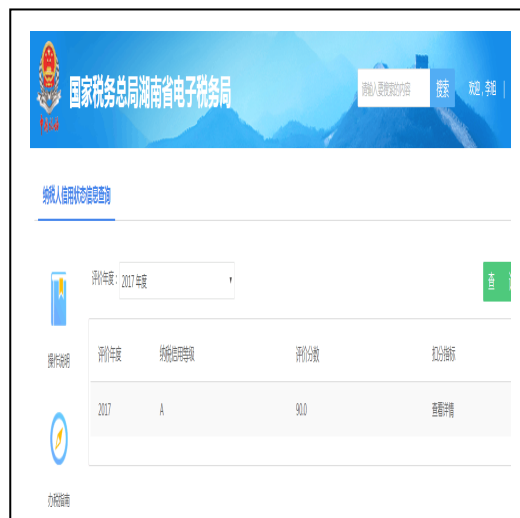 国家税务总局湖南省电子税务局
请输入要搜索的内容 搜索 欢迎，李旭
纳税人信用状态信息查询
评价年度：2017 年度
查
操作说明
评价年度 纳税信用等级 评价分数 扣分指标
2017 A 90.0 查看详情
办税指南